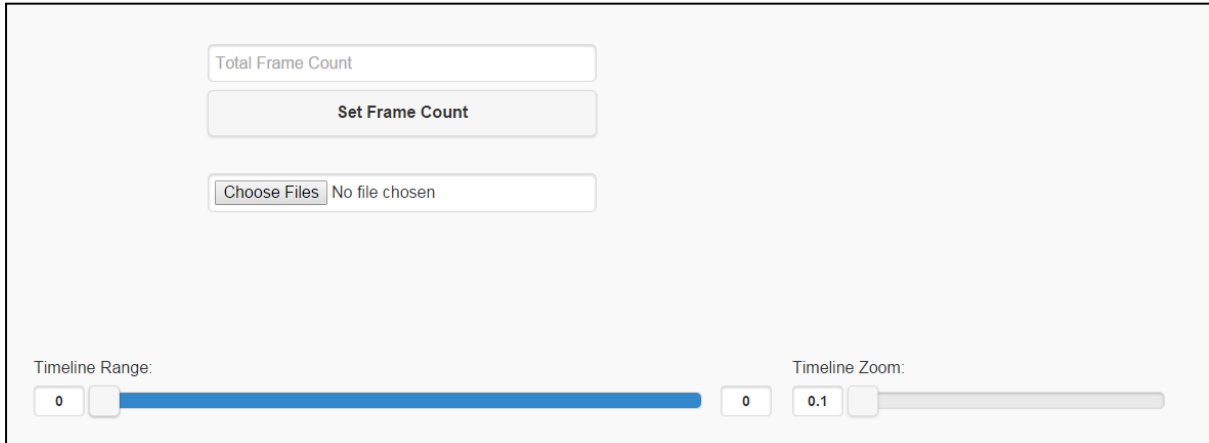 Total Frame Count
Set Frame Count
Choose Files No file chosen
Timeline Range: Timeline Zoom:
0 0 0.1